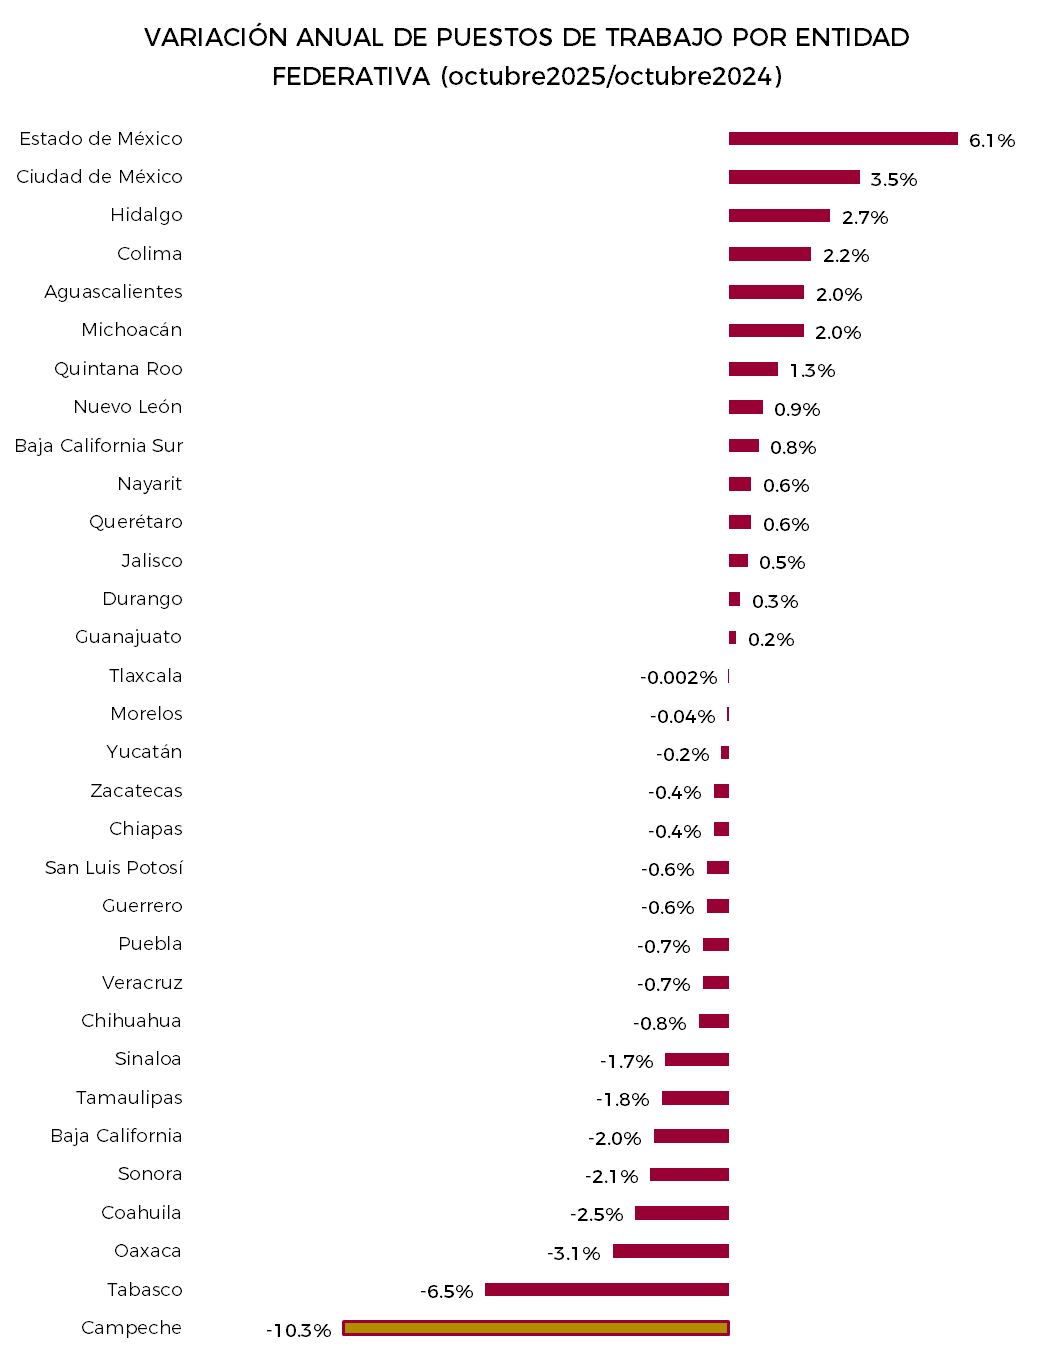 VARIACIÓN ANUAL DE PUESTOS DE TRABAJO POR ENTIDAD
FEDERATIVA (octubre2025/octubre2024)
Estado de México 6.1%
Ciudad de México 3.5%
Hidalgo 2.7%
Colima 2.2%
Aguascalientes 2.0%
Michoacán 2.0%
Quintana Roo 1.3%
Nuevo León 0.9%
Baja California Sur 0.8%
Nayarit 0.6%
Querétaro 0.6%
Jalisco 0.5%
Durango 0.3%
Guanajuato 0.2%
Tlaxcala -0.002%
Morelos -0.04%
Yucatán -0.2%
Zacatecas -0.4%
Chiapas -0.4%
San Luis Potosí -0.6%
Guerrero -0.6%
Puebla -0.7%
Veracruz -0.7%
Chihuahua -0.8%
Sinaloa -1.7%
Tamaulipas -1.8%
Baja California -2.0%
Sonora -2.1%
Coahuila -2.5%
Oaxaca -3.1%
Tabasco -6.5%
Campeche -10.3%